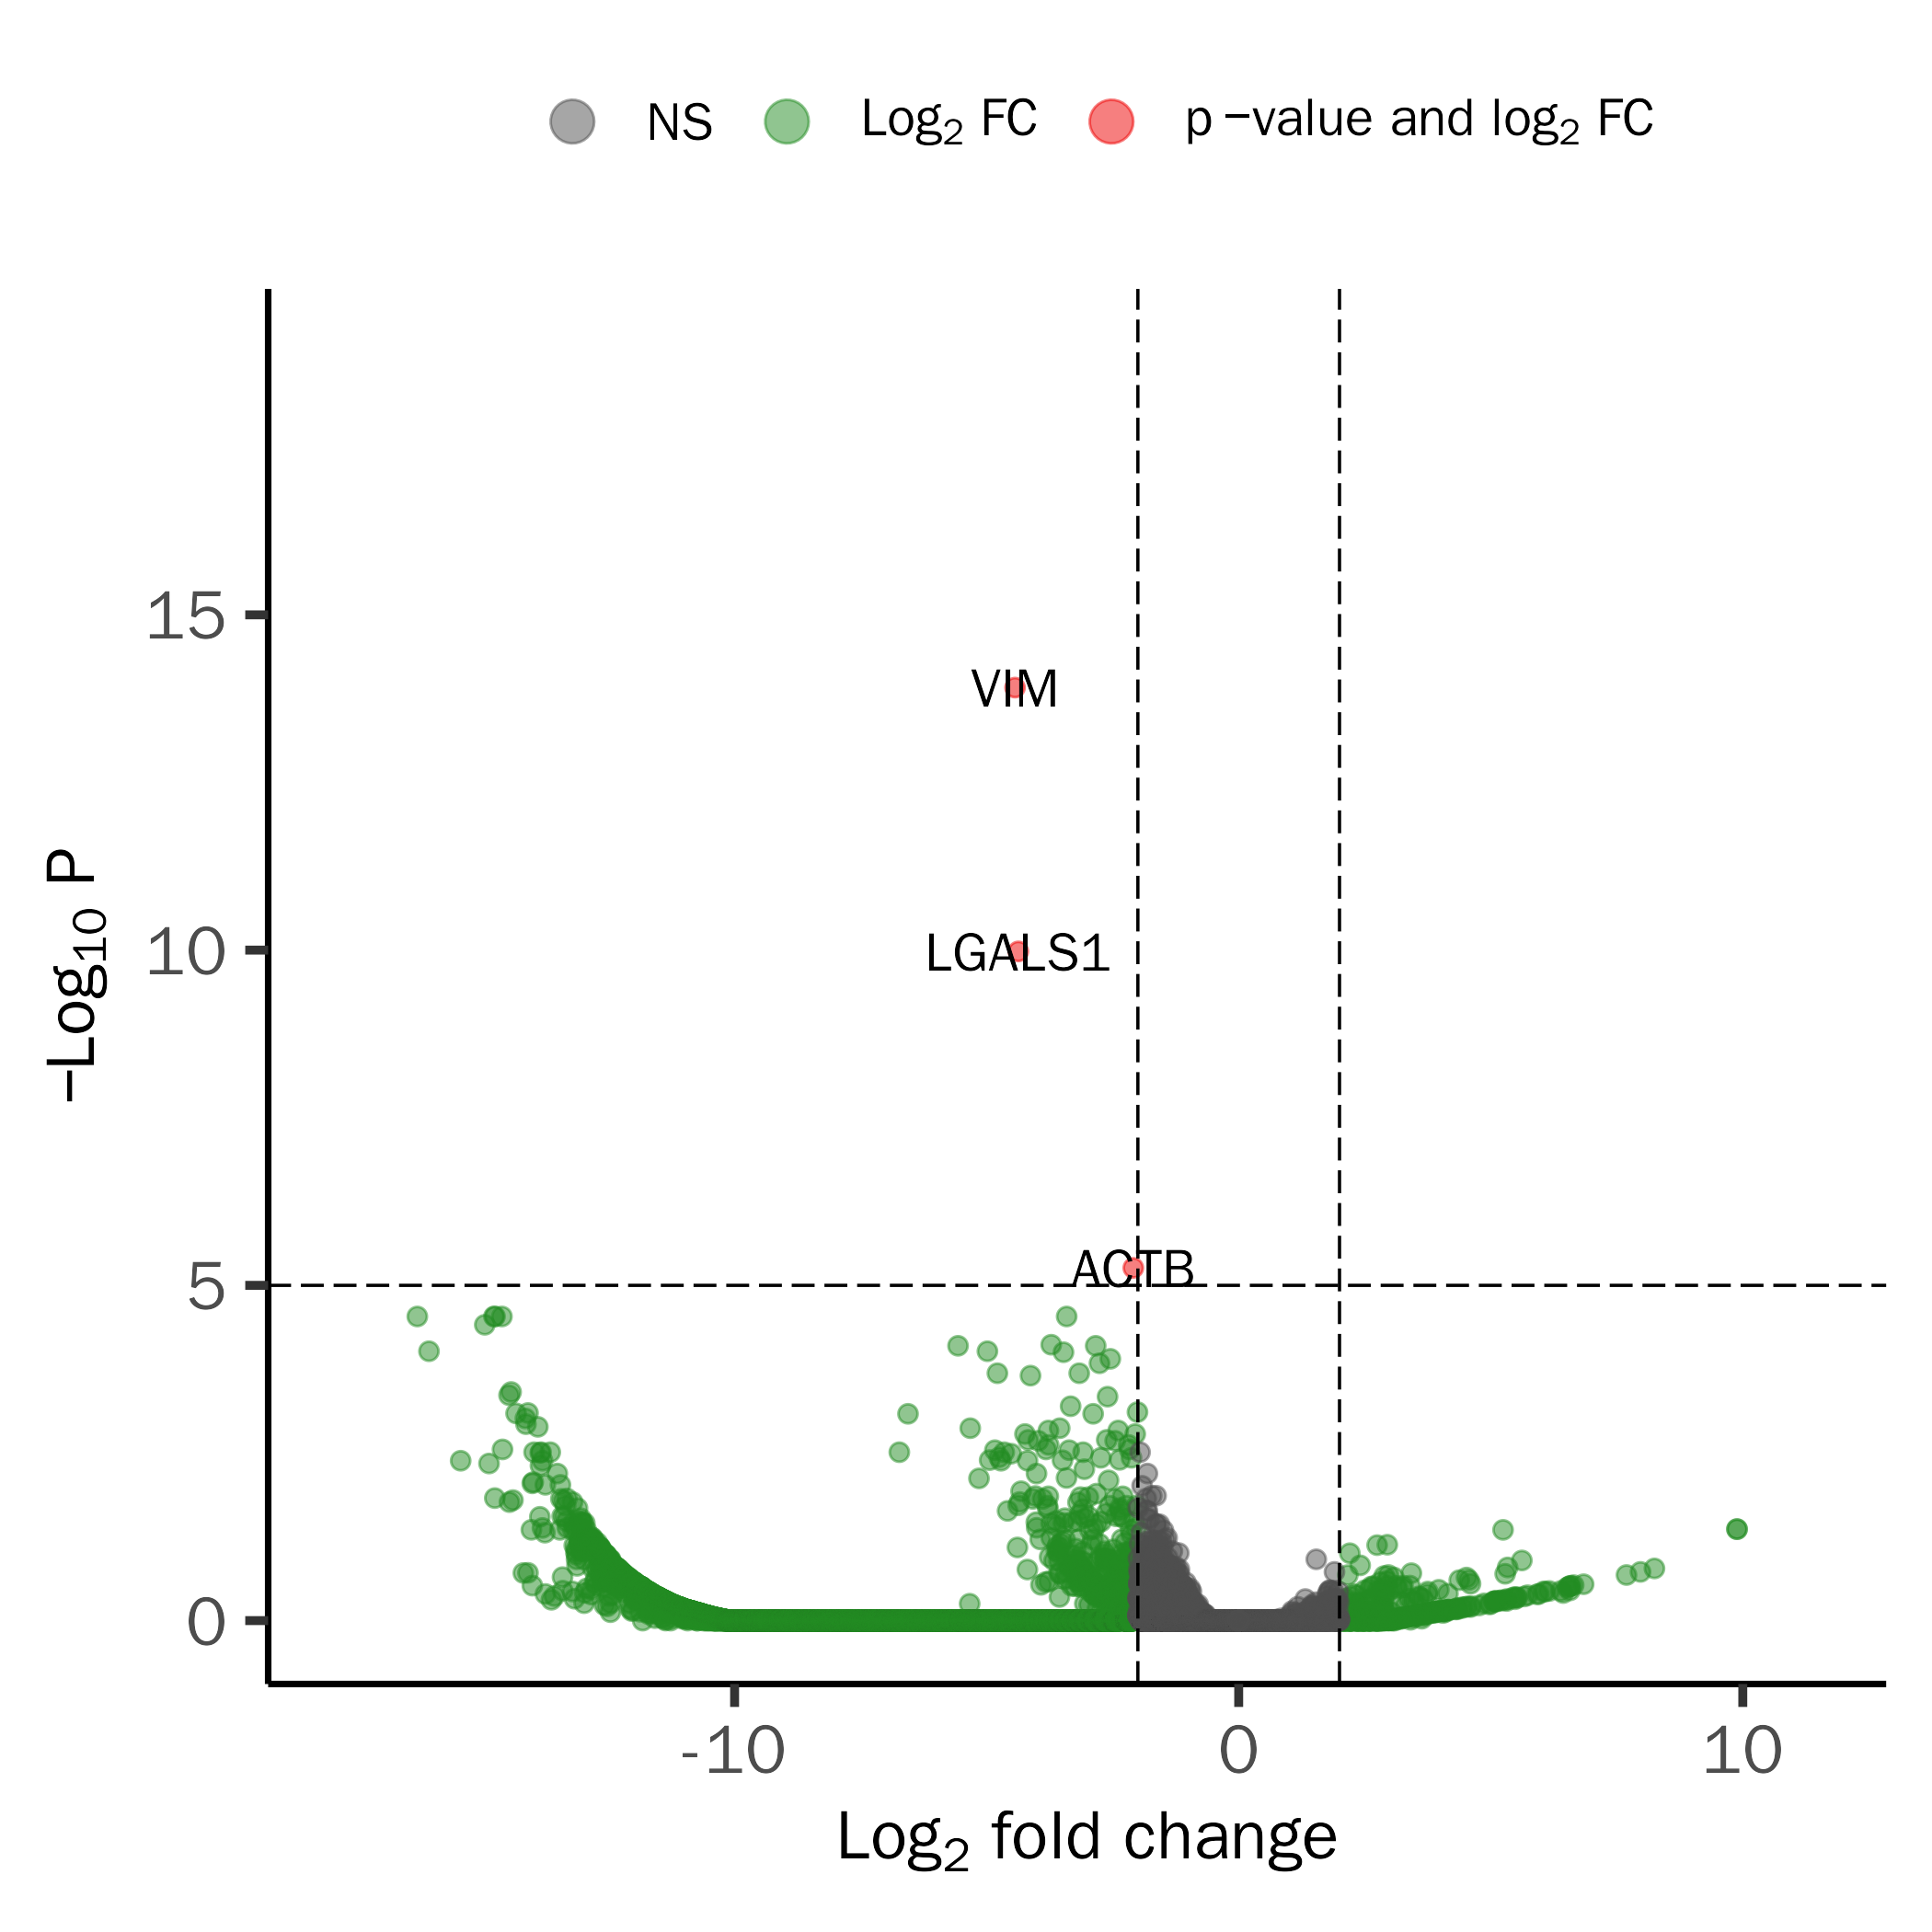 NS Log₂ FC p −value and log₂ FC
15
VIM
−Log₁₀ P
10
LGALS1
ACTB
5
0
-10 0 10
Log₂ fold change